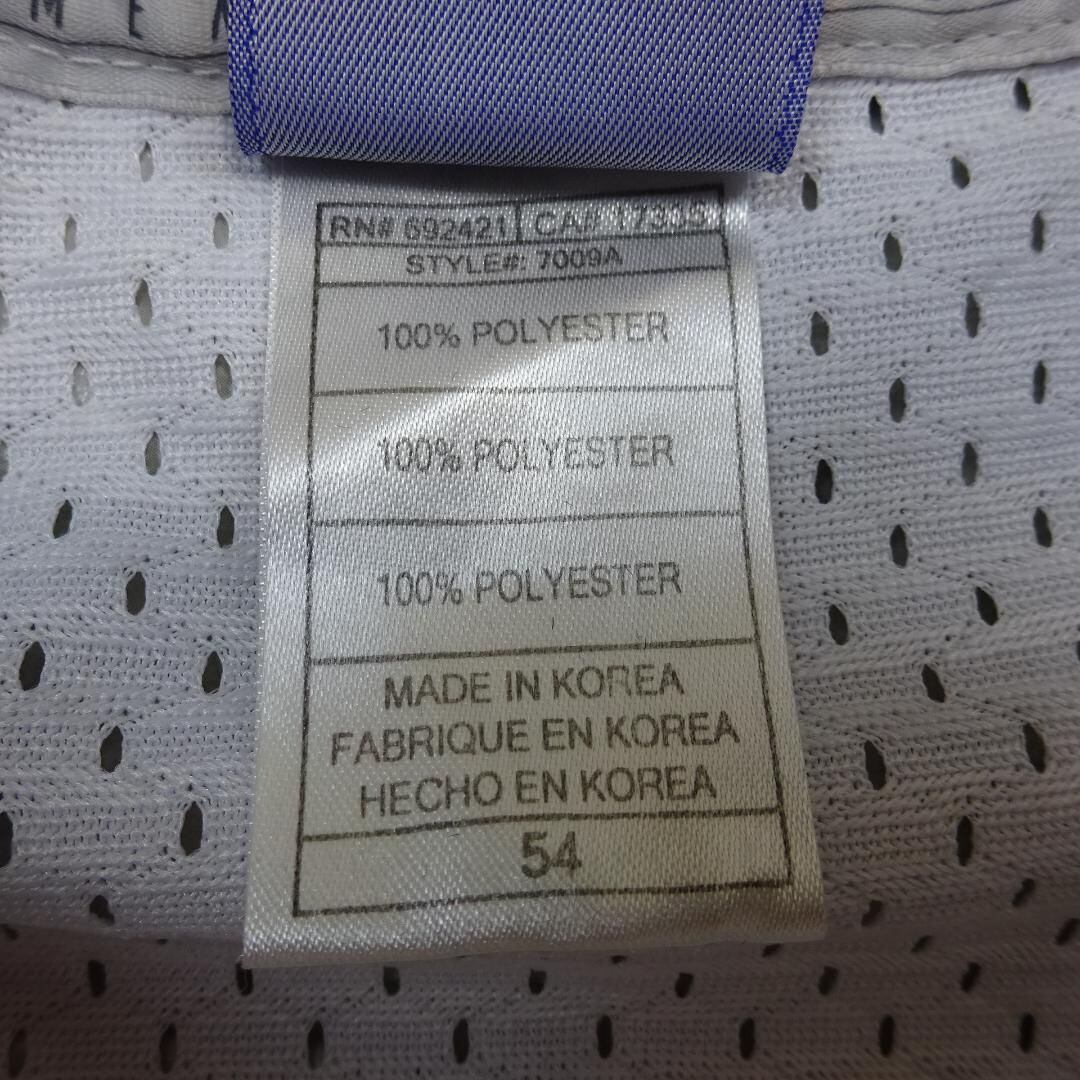 M E
RN# 692421 CA#
STYLE#: 7009A
100% POLYESTER
100% POLYESTER
100% POLYESTER
MADE IN KOREA
FABRIQUE EN KOREA
HECHO EN KOREA
54